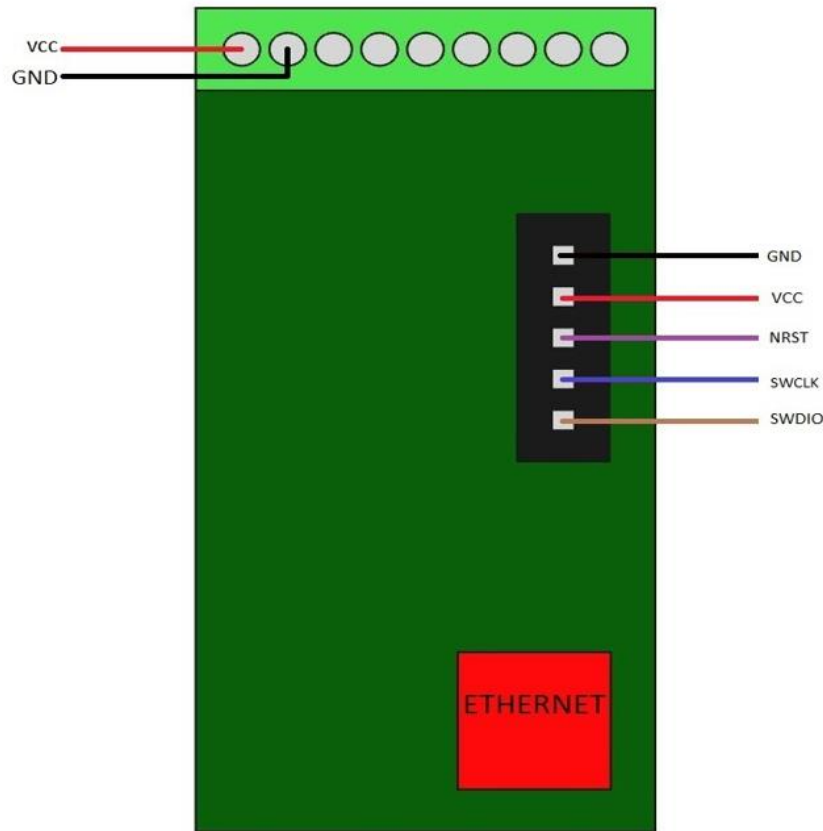 VCC
GND
GND
VCC
NRST
SWCLK
SWDIO
ETHERNET